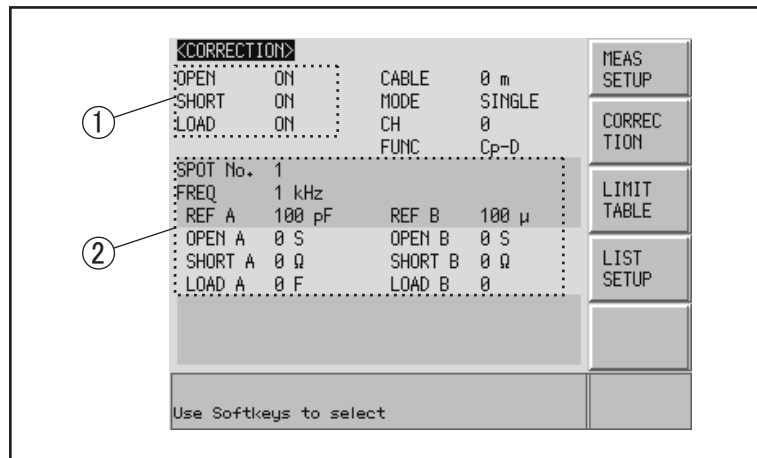 <CORRECTION>
OPEN ON CABLE 0 m
SHORT ON MODE SINGLE
LOAD ON CH 0
FUNC Cp-D
SPOT No. 1
FREQ 1 kHz
REF A 100 pF REF B 100 μ
OPEN A 0 S OPEN B 0 S
SHORT A 0 Ω SHORT B 0 Ω
LOAD A 0 F LOAD B 0
Use Softkeys to select
MEAS
SETUP
CORREC
TION
LIMIT
TABLE
LIST
SETUP
①
②